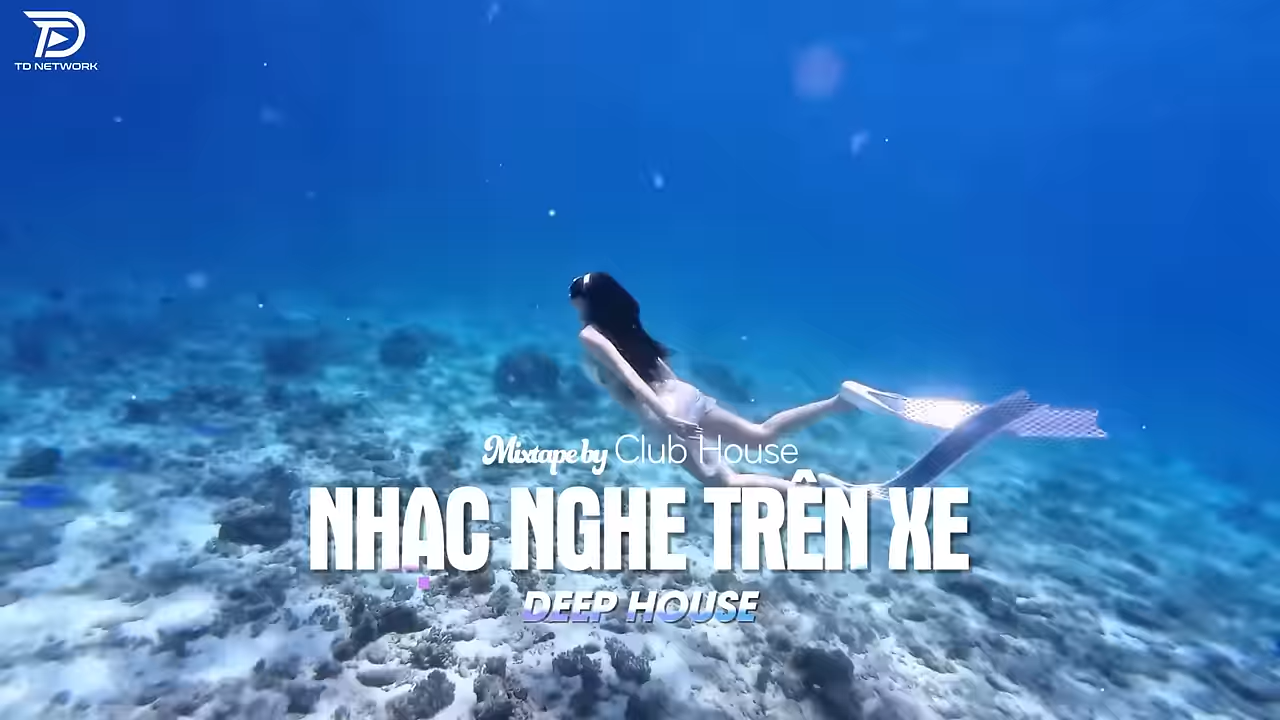 TD NETWORK
Mixtape by Club House
NHẠC NGHE TRÊN XE
DEEP HOUSE